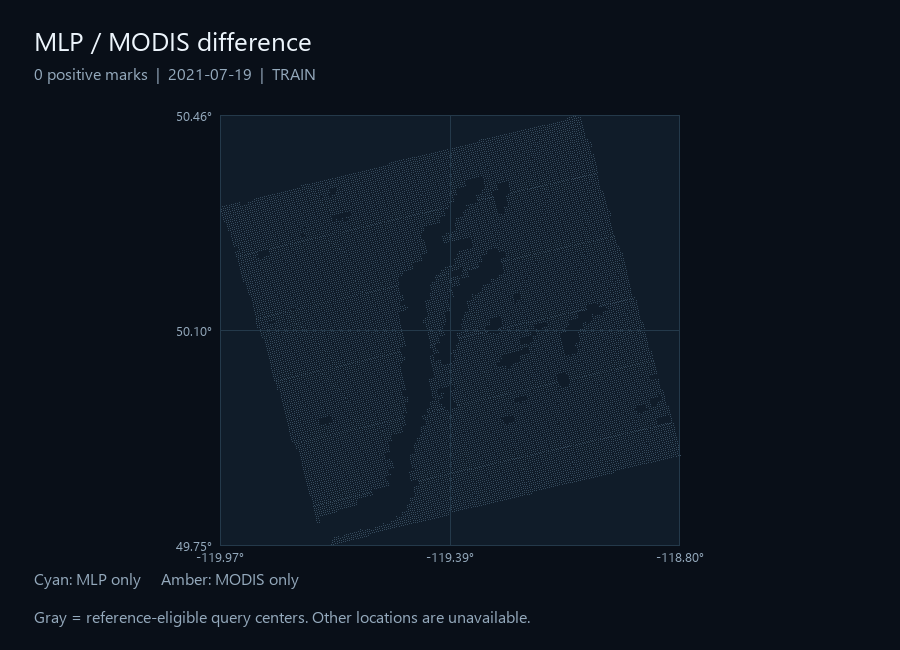 MLP / MODIS difference
0 positive marks | 2021-07-19 | TRAIN
50.46°
50.10°
49.75°
-119.97° -119.39° -118.80°
Cyan: MLP only Amber: MODIS only
Gray = reference-eligible query centers. Other locations are unavailable.